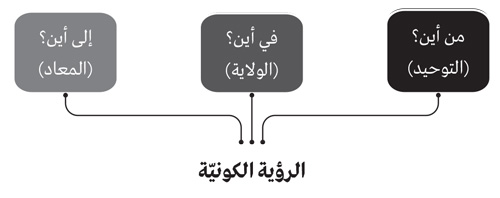 من أين؟
(التوحيد)
في أين؟
(الولاية)
إلى أين؟
(المعاد)
الرؤية الكونيّة